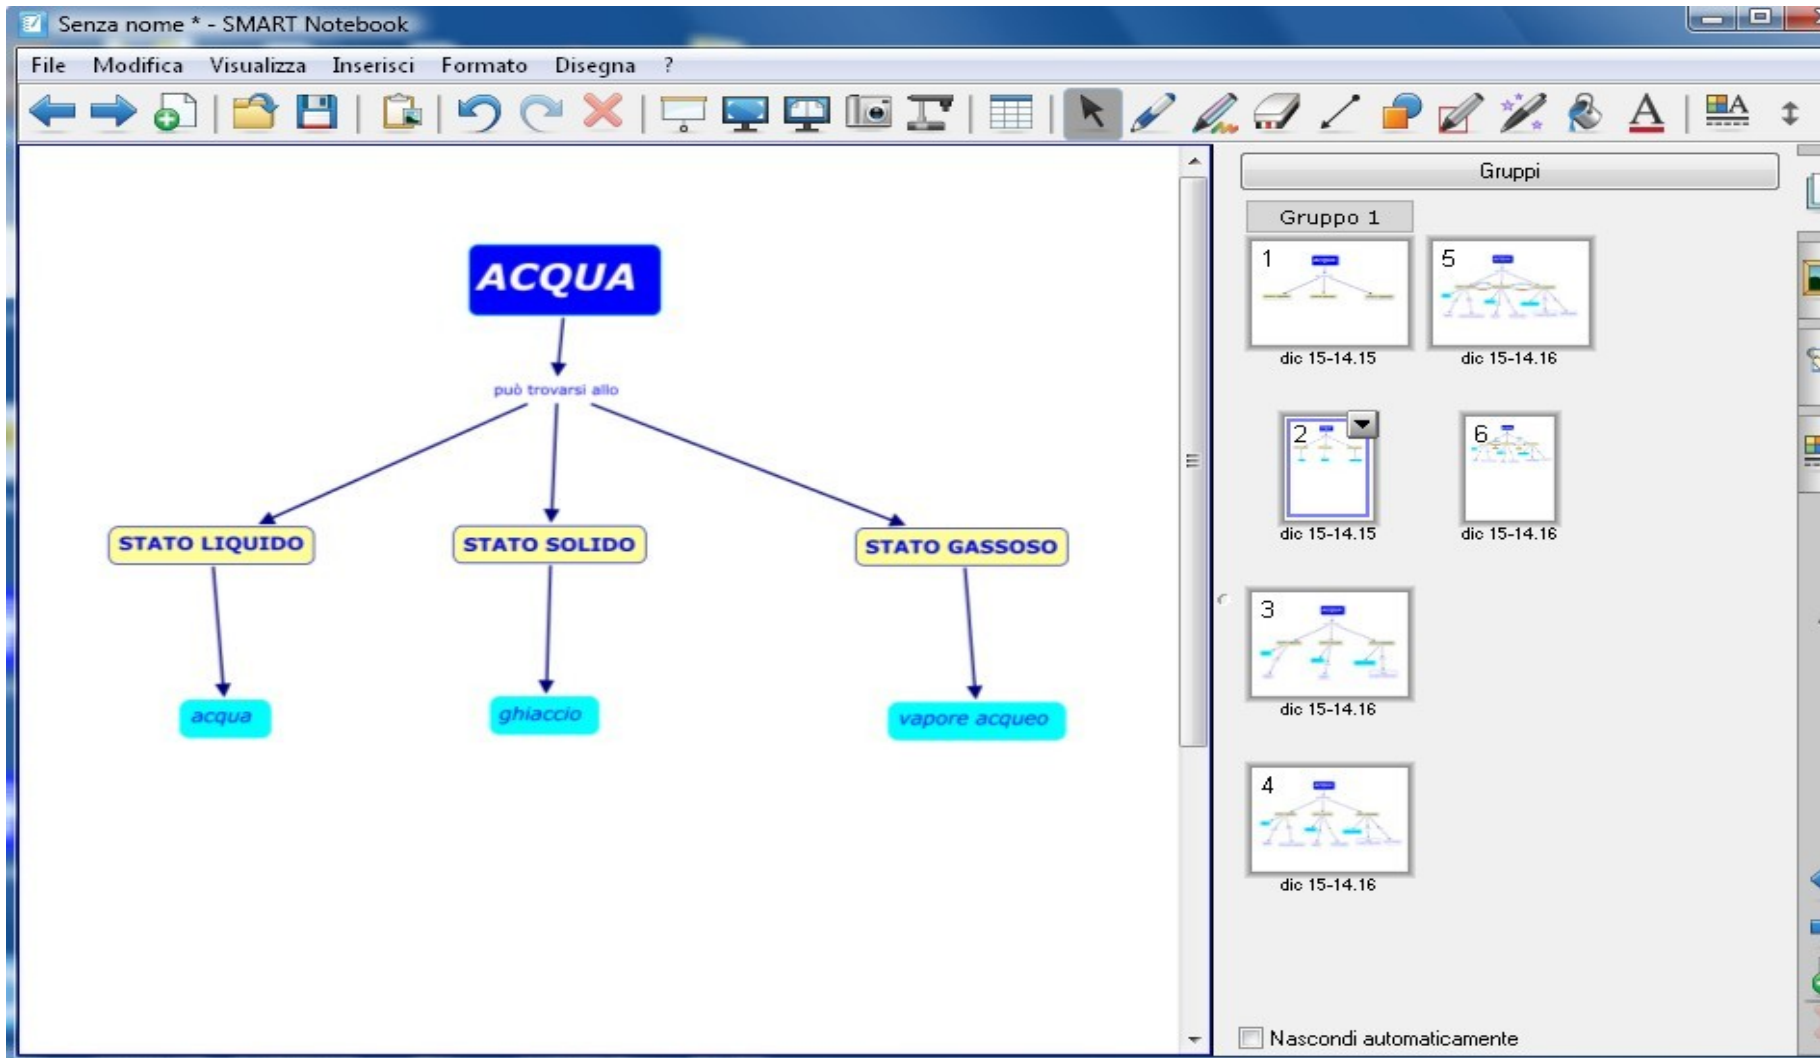 Senza nome * - SMART Notebook
File Modifica Visualizza Inserisci Formato Disegna ?
ACQUA
può trovarsi allo
STATO LIQUIDO STATO SOLIDO STATO GASSOSO
acqua ghiaccio vapore acqueo
Gruppi
Gruppo 1
1 5
dic 15-14.15 dic 15-14.16
2 6
dic 15-14.15 dic 15-14.16
3
dic 15-14.16
4
dic 15-14.16
Nascondi automaticamente